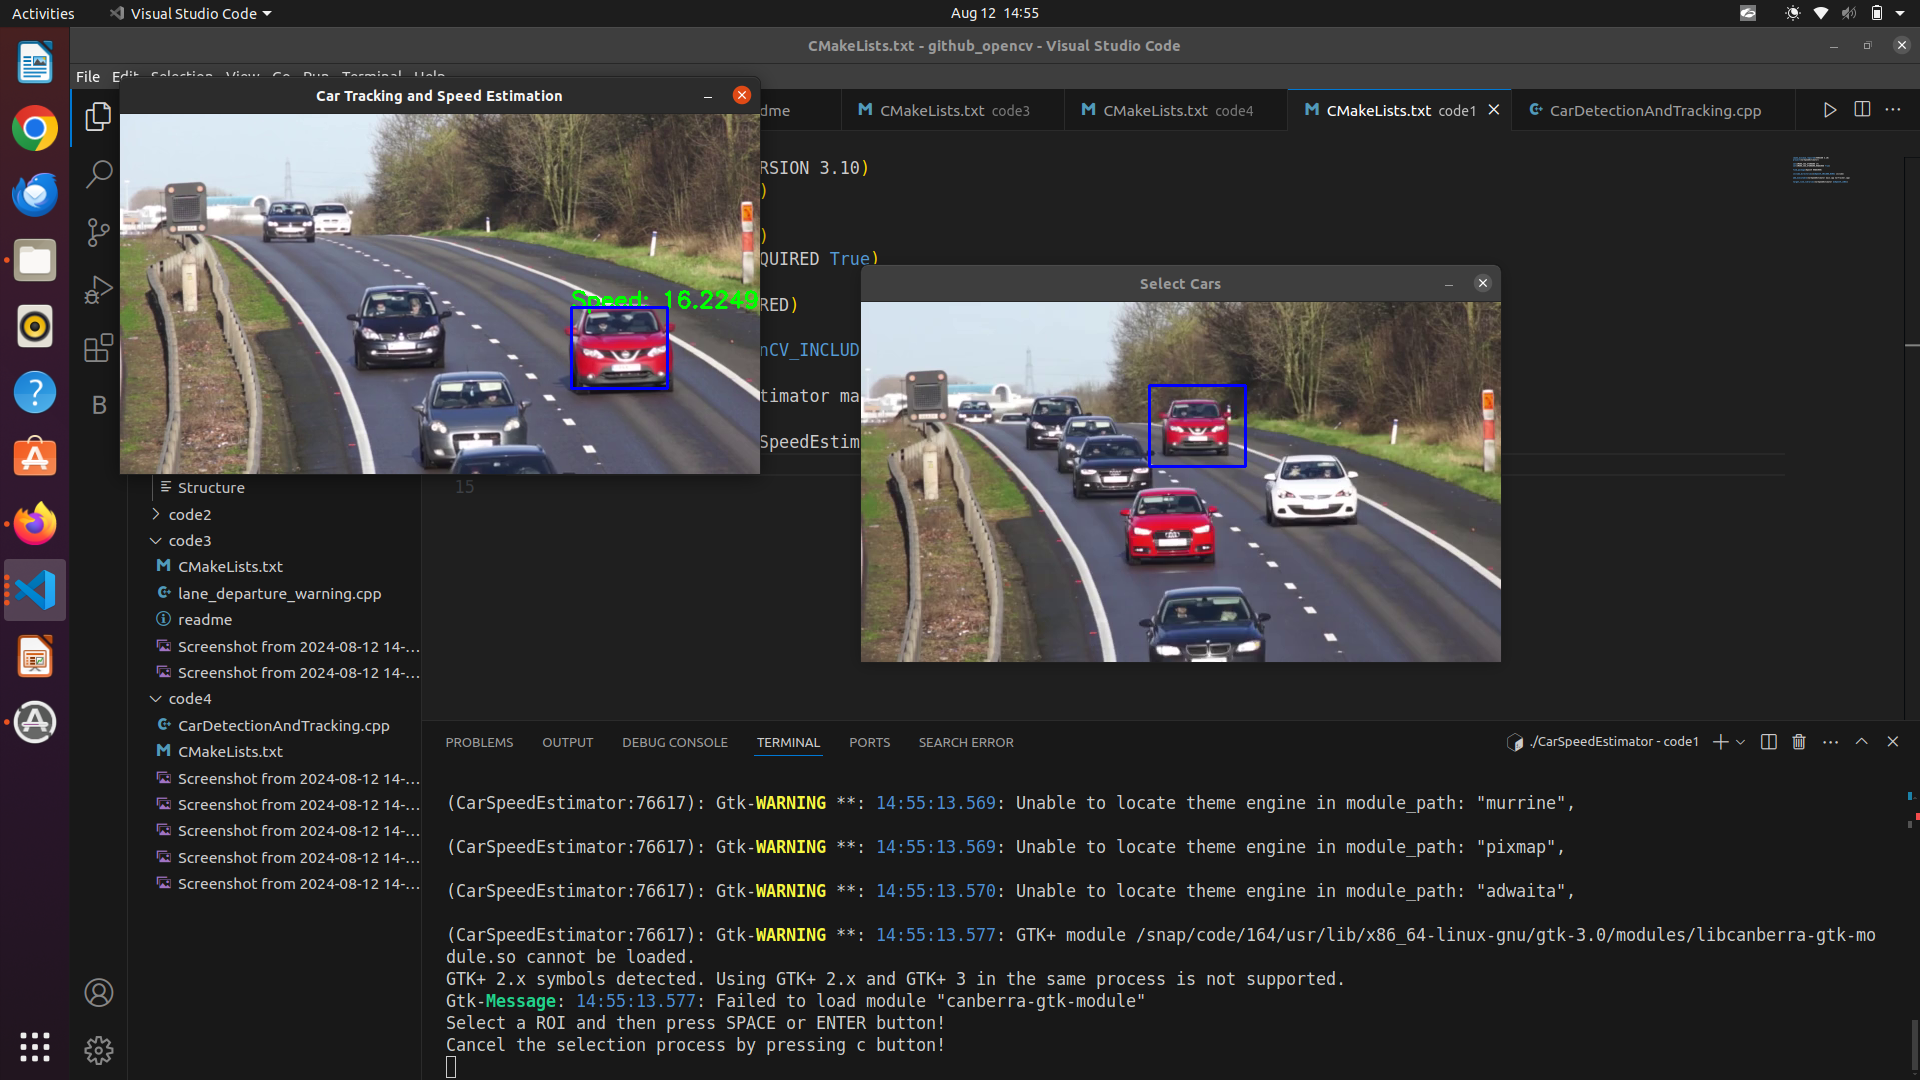 Activities
Visual Studio Code
Aug 12 14:55
CMakeLists.txt - github_opencv - Visual Studio Code
File Edit Selection View Go Run Terminal Help
Car Tracking and Speed Estimation
Speed: 16.2249
dme
CMakeLists.txt code3
CMakeLists.txt code4
CMakeLists.txt code1
CarDetectionAndTracking.cpp
RSION 3.10)
)
)
QUIRED True)
RED)
nCV_INCLUD
timator ma
SpeedEstim
15
Select Cars
B
Structure
code2
code3
CMakeLists.txt
lane_departure_warning.cpp
readme
Screenshot from 2024-08-12 14-...
Screenshot from 2024-08-12 14-...
code4
CarDetectionAndTracking.cpp
CMakeLists.txt
Screenshot from 2024-08-12 14-...
Screenshot from 2024-08-12 14-...
Screenshot from 2024-08-12 14-...
Screenshot from 2024-08-12 14-...
Screenshot from 2024-08-12 14-...
PROBLEMS OUTPUT DEBUG CONSOLE TERMINAL PORTS SEARCH ERROR
./CarSpeedEstimator - code1
(CarSpeedEstimator:76617): Gtk-WARNING **: 14:55:13.569: Unable to locate theme engine in module_path: "murrine",
(CarSpeedEstimator:76617): Gtk-WARNING **: 14:55:13.569: Unable to locate theme engine in module_path: "pixmap",
(CarSpeedEstimator:76617): Gtk-WARNING **: 14:55:13.570: Unable to locate theme engine in module_path: "adwaita",
(CarSpeedEstimator:76617): Gtk-WARNING **: 14:55:13.577: GTK+ module /snap/code/164/usr/lib/x86_64-linux-gnu/gtk-3.0/modules/libcanberra-gtk-mo
dule.so cannot be loaded.
GTK+ 2.x symbols detected. Using GTK+ 2.x and GTK+ 3 in the same process is not supported.
Gtk-Message: 14:55:13.577: Failed to load module "canberra-gtk-module"
Select a ROI and then press SPACE or ENTER button!
Cancel the selection process by pressing c button!